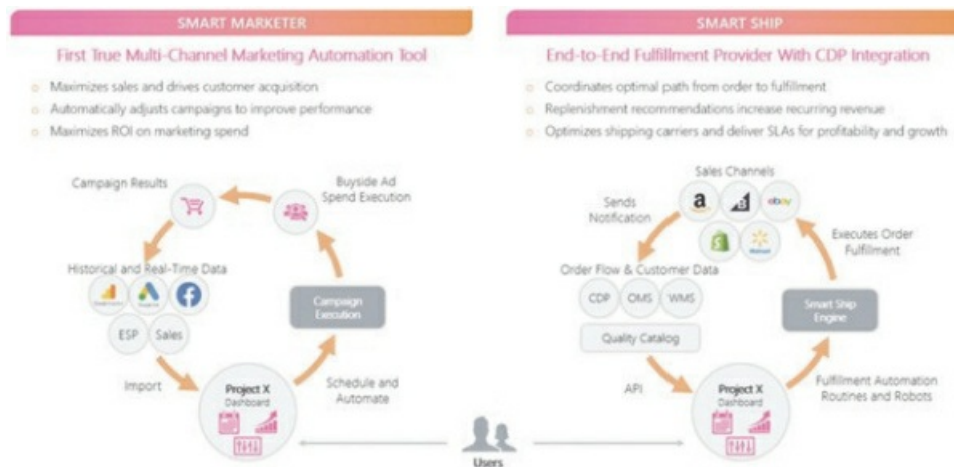 SMART MARKETER
First True Multi-Channel Marketing Automation Tool
Maximizes sales and drives customer acquisition
Automatically adjusts campaigns to improve performance
Maximizes ROI on marketing spend
Campaign Results
Buyside Ad
Spend Execution
Historical and Real-Time Data
ESP
Sales
Campaign
Execution
Import
Project X
Dashboard
Schedule and
Automate
SMART SHIP
End-to-End Fulfillment Provider With CDP Integration
Coordinates optimal path from order to fulfillment
Replenishment recommendations increase recurring revenue
Optimizes shipping carriers and deliver SLAs for profitability and growth
Sales Channels
Sends
Notification
a
B
ebay
Walmart
Executes Order
Fulfillment
Order Flow & Customer Data
CDP
OMS
WMS
Quality Catalog
Smart Ship
Engine
API
Project X
Dashboard
Fulfillment Automation
Routines and Robots
Users